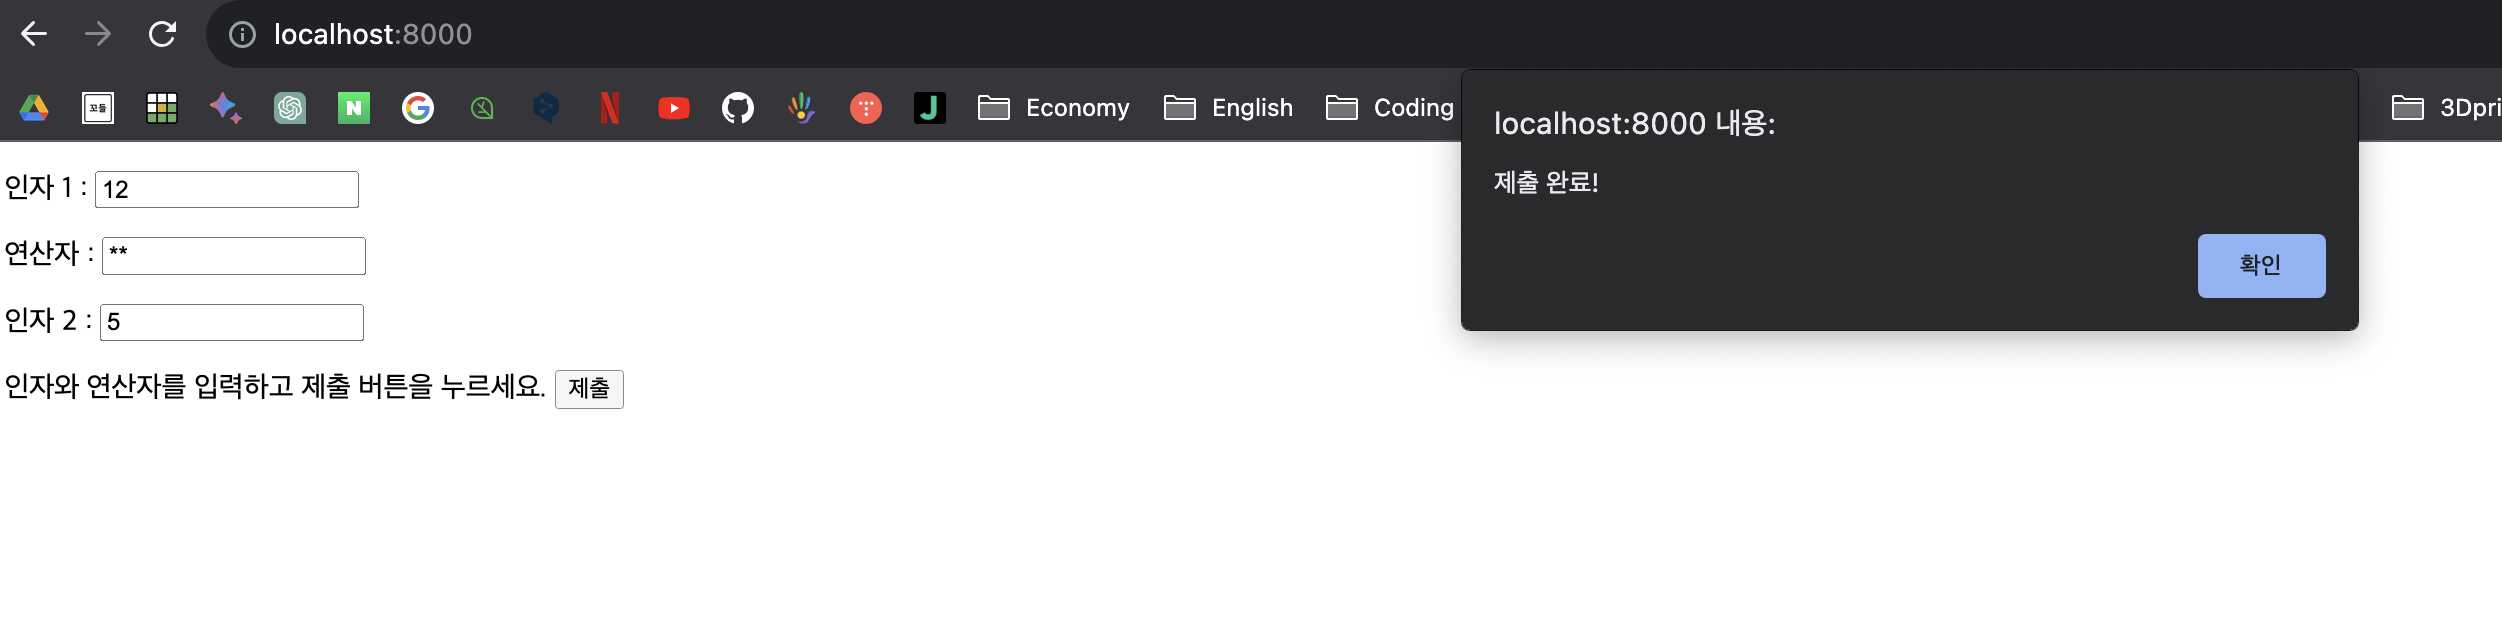 localhost:8000
꼬들
N
G
N
J
Economy
English
Coding
3Dpri
localhost:8000 내용:
제출 완료!
확인
인자 1 : 12
연산자 : **
인자 2 : 5
인자와 연산자를 입력하고 제출 버튼을 누르세요. 제출